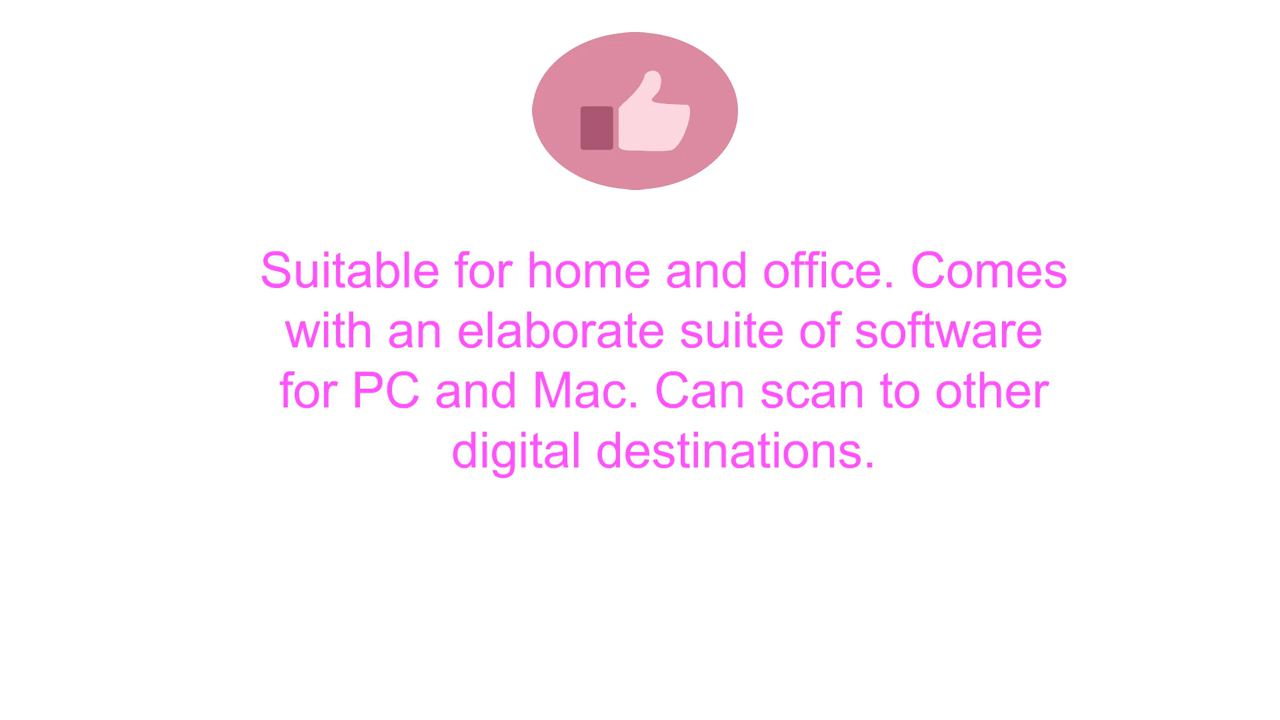 Suitable for home and office. Comes
with an elaborate suite of software
for PC and Mac. Can scan to other
digital destinations.